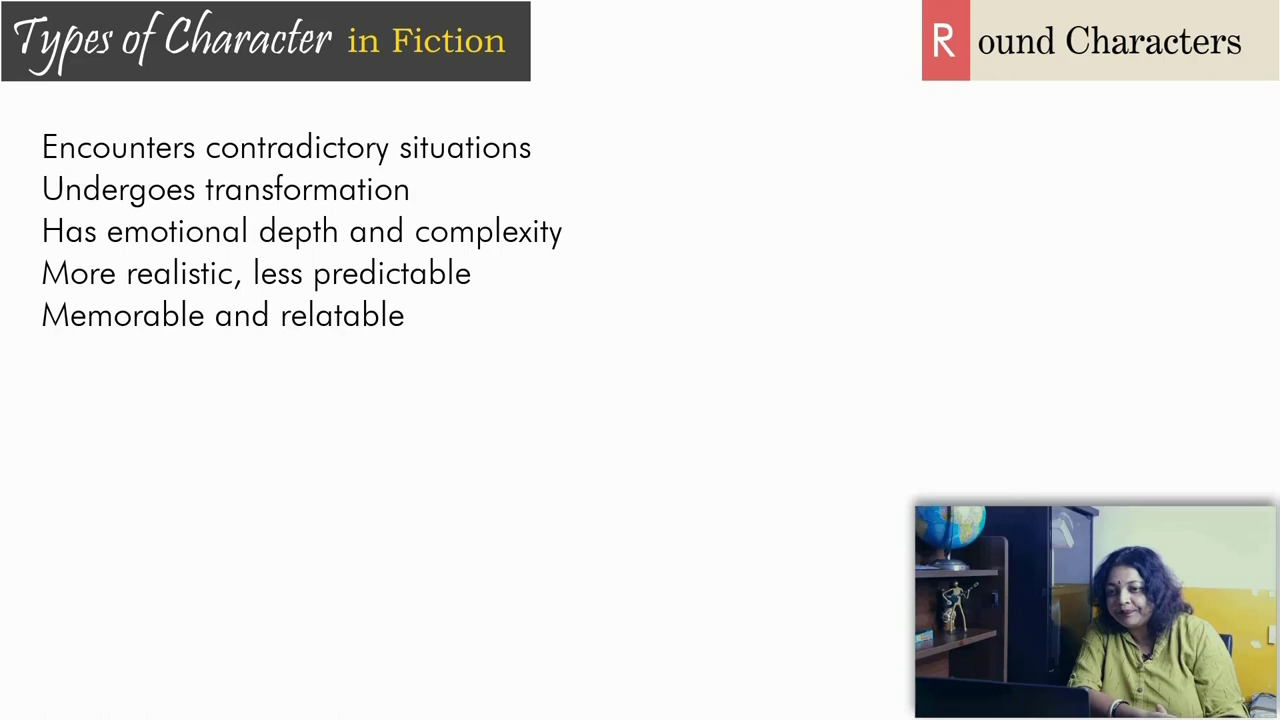 Types of Character in Fiction
Round Characters
Encounters contradictory situations
Undergoes transformation
Has emotional depth and complexity
More realistic, less predictable
Memorable and relatable